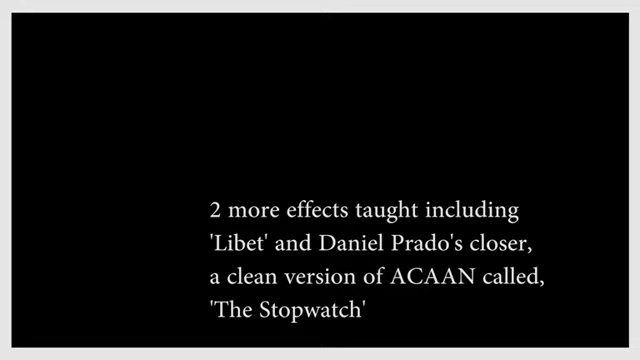 2 more effects taught including
'Libet' and Daniel Prado's closer,
a clean version of ACAAN called,
'The Stopwatch'